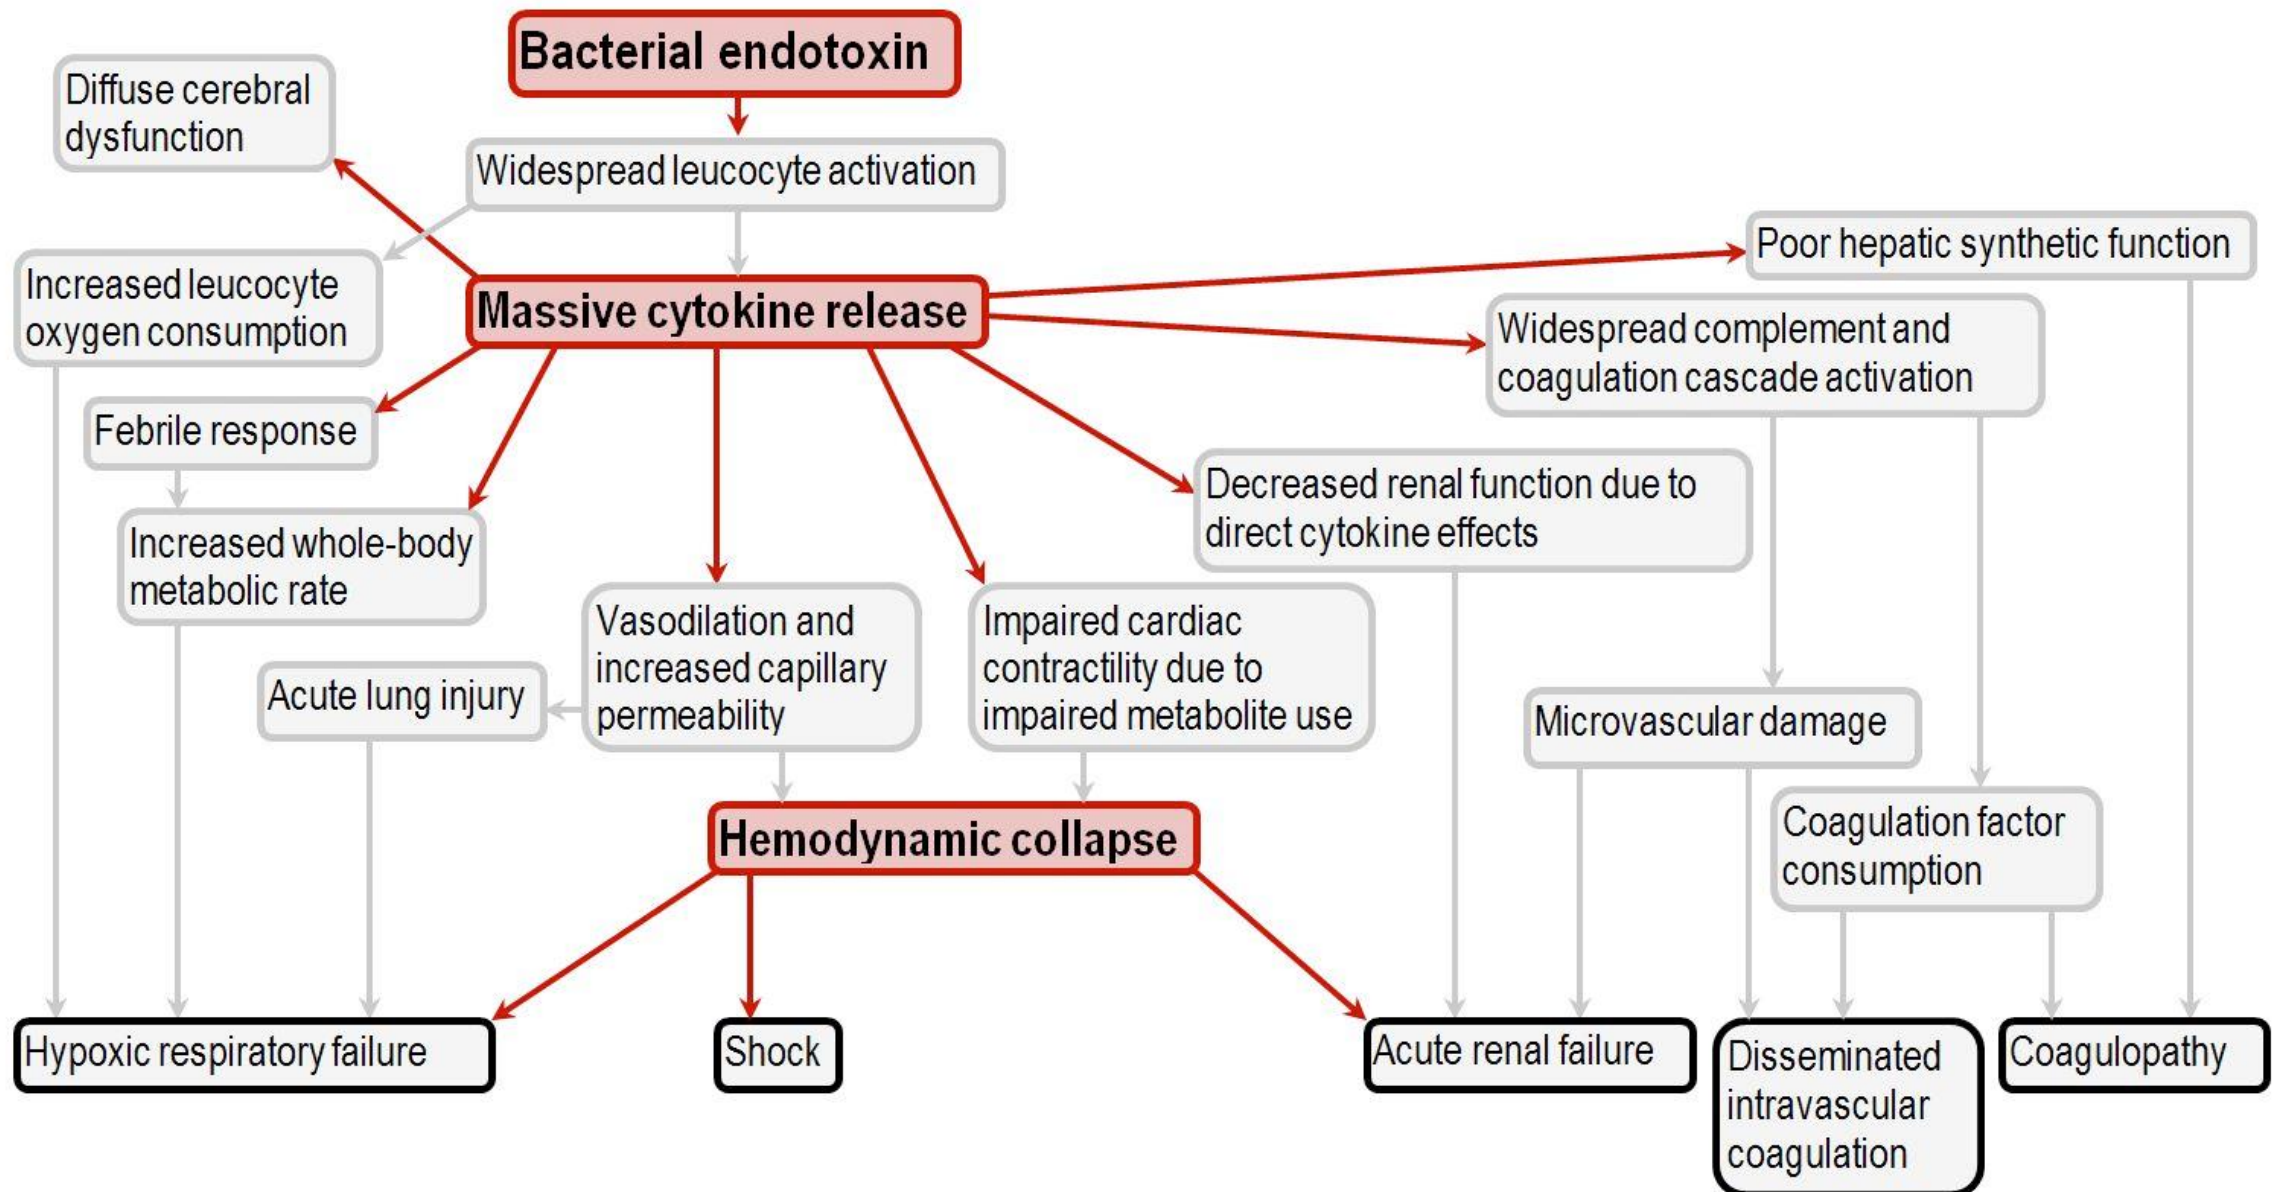 Bacterial endotoxin
Diffuse cerebral
dysfunction
Widespread leucocyte activation
Poor hepatic synthetic function
Increased leucocyte
oxygen consumption
Massive cytokine release
Widespread complement and
coagulation cascade activation
Febrile response
Decreased renal function due to
direct cytokine effects
Increased whole-body
metabolic rate
Vasodilation and
increased capillary
permeability
Impaired cardiac
contractility due to
impaired metabolite use
Acute lung injury
Microvascular damage
Hemodynamic collapse
Coagulation factor
consumption
Hypoxic respiratory failure
Shock
Acute renal failure
Disseminated
intravascular
coagulation
Coagulopathy